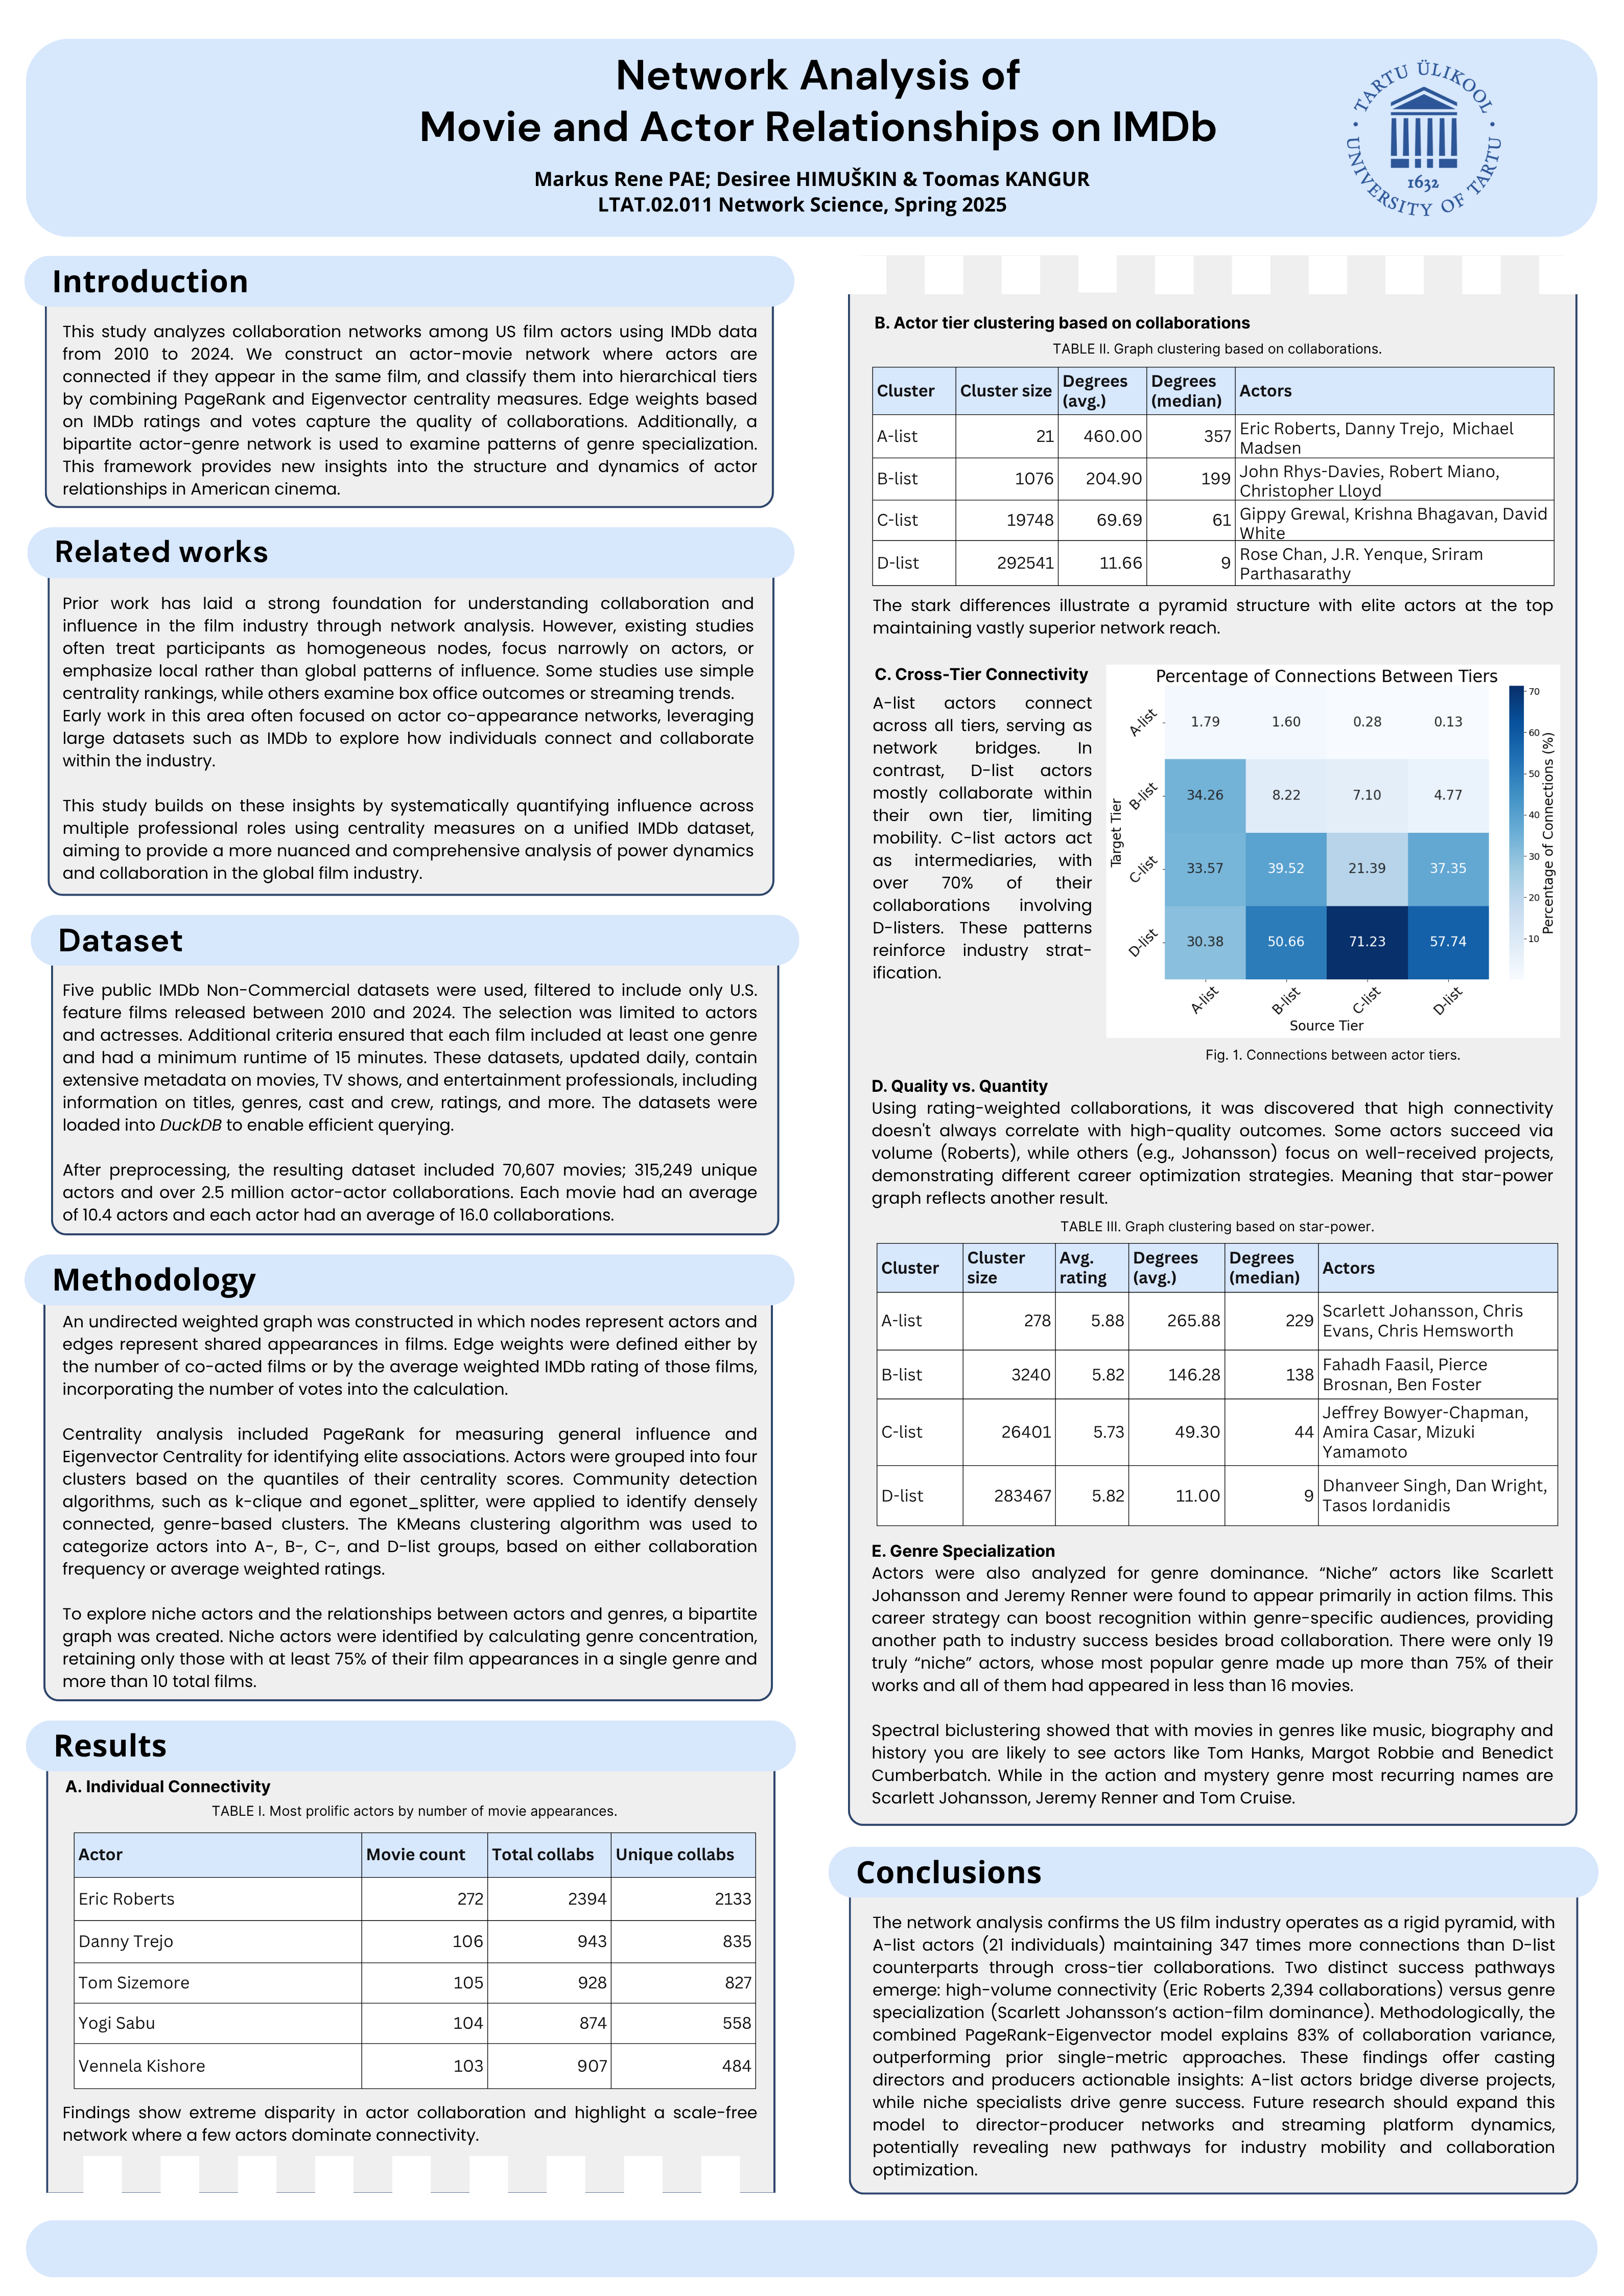 Network Analysis of
Movie and Actor Relationships on IMDb
Markus Rene PAE; Desiree HIMUŠKIN & Toomas KANGUR
LTAT.02.011 Network Science, Spring 2025
TARTU ÜLIKOOL
UNIVERSITY OF TARTU
1632
Introduction
This study analyzes collaboration networks among US film actors using IMDb data
from 2010 to 2024. We construct an actor-movie network where actors are
connected if they appear in the same film, and classify them into hierarchical tiers
by combining PageRank and Eigenvector centrality measures. Edge weights based
on IMDb ratings and votes capture the quality of collaborations. Additionally, a
bipartite actor-genre network is used to examine patterns of genre specialization.
This framework provides new insights into the structure and dynamics of actor
relationships in American cinema.
Related works
Prior work has laid a strong foundation for understanding collaboration and
influence in the film industry through network analysis. However, existing studies
often treat participants as homogeneous nodes, focus narrowly on actors, or
emphasize local rather than global patterns of influence. Some studies use simple
centrality rankings, while others examine box office outcomes or streaming trends.
Early work in this area often focused on actor co-appearance networks, leveraging
large datasets such as IMDb to explore how individuals connect and collaborate
within the industry.
This study builds on these insights by systematically quantifying influence across
multiple professional roles using centrality measures on a unified IMDb dataset,
aiming to provide a more nuanced and comprehensive analysis of power dynamics
and collaboration in the global film industry.
Dataset
Five public IMDb Non-Commercial datasets were used, filtered to include only U.S.
feature films released between 2010 and 2024. The selection was limited to actors
and actresses. Additional criteria ensured that each film included at least one genre
and had a minimum runtime of 15 minutes. These datasets, updated daily, contain
extensive metadata on movies, TV shows, and entertainment professionals, including
information on titles, genres, cast and crew, ratings, and more. The datasets were
loaded into DuckDB to enable efficient querying.
After preprocessing, the resulting dataset included 70,607 movies; 315,249 unique
actors and over 2.5 million actor-actor collaborations. Each movie had an average
of 10.4 actors and each actor had an average of 16.0 collaborations.
Methodology
An undirected weighted graph was constructed in which nodes represent actors and
edges represent shared appearances in films. Edge weights were defined either by
the number of co-acted films or by the average weighted IMDb rating of those films,
incorporating the number of votes into the calculation.
Centrality analysis included PageRank for measuring general influence and
Eigenvector Centrality for identifying elite associations. Actors were grouped into four
clusters based on the quantiles of their centrality scores. Community detection
algorithms, such as k-clique and egonet_splitter, were applied to identify densely
connected, genre-based clusters. The KMeans clustering algorithm was used to
categorize actors into A-, B-, C-, and D-list groups, based on either collaboration
frequency or average weighted ratings.
To explore niche actors and the relationships between actors and genres, a bipartite
graph was created. Niche actors were identified by calculating genre concentration,
retaining only those with at least 75% of their film appearances in a single genre and
more than 10 total films.
Results
A. Individual Connectivity
TABLE I. Most prolific actors by number of movie appearances.
Actor Movie count Total collabs Unique collabs
Eric Roberts 272 2394 2133
Danny Trejo 106 943 835
Tom Sizemore 105 928 827
Yogi Sabu 104 874 558
Vennela Kishore 103 907 484
Findings show extreme disparity in actor collaboration and highlight a scale-free
network where a few actors dominate connectivity.
B. Actor tier clustering based on collaborations
TABLE II. Graph clustering based on collaborations.
Cluster Cluster size Degrees (avg.) Degrees (median) Actors
A-list 21 460.00 357 Eric Roberts, Danny Trejo, Michael
Madsen
B-list 1076 204.90 199 John Rhys-Davies, Robert Miano,
Christopher Lloyd
C-list 19748 69.69 61 Gippy Grewal, Krishna Bhagavan, David
White
D-list 292541 11.66 9 Rose Chan, J.R. Yenque, Sriram
Parthasarathy
The stark differences illustrate a pyramid structure with elite actors at the top
maintaining vastly superior network reach.
C. Cross-Tier Connectivity
A-list actors connect
across all tiers, serving as
network bridges. In
contrast, D-list actors
mostly collaborate within
their own tier, limiting
mobility. C-list actors act
as intermediaries, with
over 70% of their
collaborations involving
D-listers. These patterns
reinforce industry strat-
ification.
Percentage of Connections Between Tiers
A-list 1.79 1.60 0.28 0.13
B-list 34.26 8.22 7.10 4.77
C-list 33.57 39.52 21.39 37.35
D-list 30.38 50.66 71.23 57.74
A-list B-list C-list D-list
Source Tier
Target Tier
70
60
50
40
30
20
10
Percentage of Connections (%)
Fig. 1. Connections between actor tiers.
D. Quality vs. Quantity
Using rating-weighted collaborations, it was discovered that high connectivity
doesn't always correlate with high-quality outcomes. Some actors succeed via
volume (Roberts), while others (e.g., Johansson) focus on well-received projects,
demonstrating different career optimization strategies. Meaning that star-power
graph reflects another result.
TABLE III. Graph clustering based on star-power.
Cluster Cluster size Avg. rating Degrees (avg.) Degrees (median) Actors
A-list 278 5.88 265.88 229 Scarlett Johansson, Chris
Evans, Chris Hemsworth
B-list 3240 5.82 146.28 138 Fahadh Faasil, Pierce
Brosnan, Ben Foster
C-list 26401 5.73 49.30 44 Jeffrey Bowyer-Chapman,
Amira Casar, Mizuki
Yamamoto
D-list 283467 5.82 11.00 9 Dhanveer Singh, Dan Wright,
Tasos Iordanidis
E. Genre Specialization
Actors were also analyzed for genre dominance. “Niche” actors like Scarlett
Johansson and Jeremy Renner were found to appear primarily in action films. This
career strategy can boost recognition within genre-specific audiences, providing
another path to industry success besides broad collaboration. There were only 19
truly “niche” actors, whose most popular genre made up more than 75% of their
works and all of them had appeared in less than 16 movies.
Spectral biclustering showed that with movies in genres like music, biography and
history you are likely to see actors like Tom Hanks, Margot Robbie and Benedict
Cumberbatch. While in the action and mystery genre most recurring names are
Scarlett Johansson, Jeremy Renner and Tom Cruise.
Conclusions
The network analysis confirms the US film industry operates as a rigid pyramid, with
A-list actors (21 individuals) maintaining 347 times more connections than D-list
counterparts through cross-tier collaborations. Two distinct success pathways
emerge: high-volume connectivity (Eric Roberts 2,394 collaborations) versus genre
specialization (Scarlett Johansson’s action-film dominance). Methodologically, the
combined PageRank-Eigenvector model explains 83% of collaboration variance,
outperforming prior single-metric approaches. These findings offer casting
directors and producers actionable insights: A-list actors bridge diverse projects,
while niche specialists drive genre success. Future research should expand this
model to director-producer networks and streaming platform dynamics,
potentially revealing new pathways for industry mobility and collaboration
optimization.